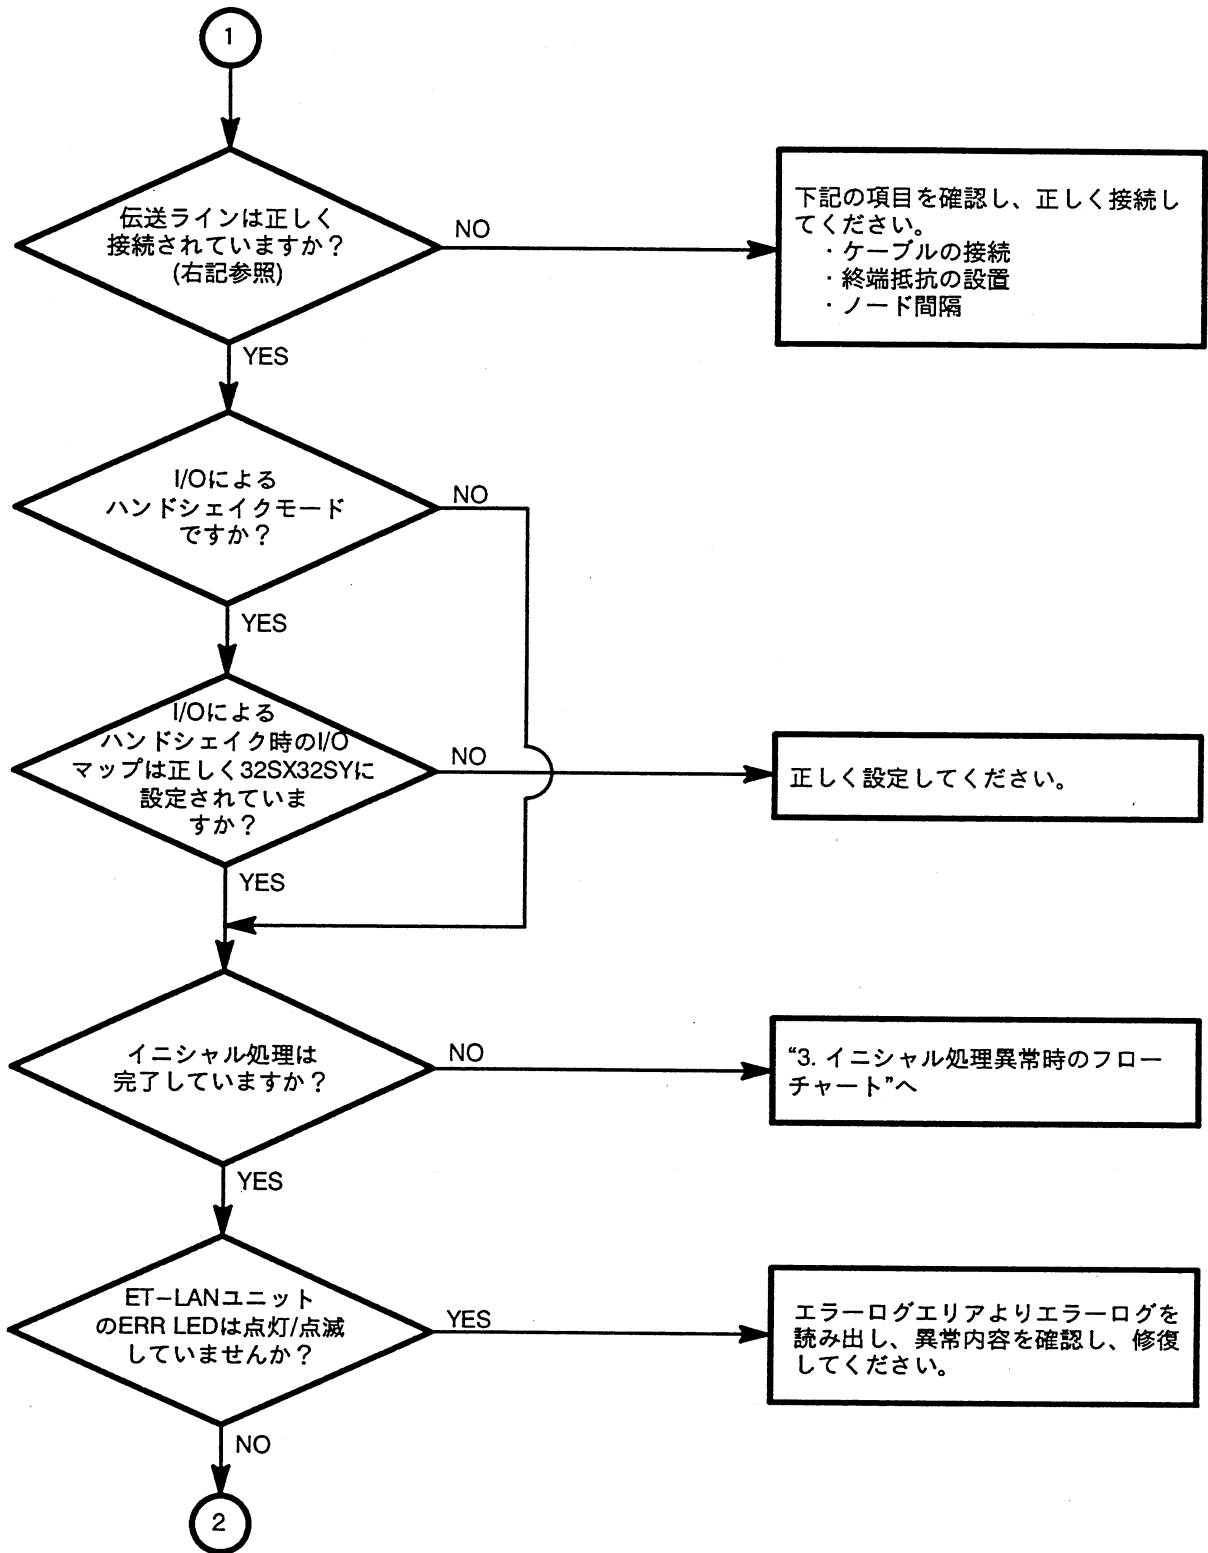 1
伝送ラインは正しく
接続されていますか？
(右記参照)
NO
下記の項目を確認し、正しく接続し
てください。
・ケーブルの接続
・終端抵抗の設置
・ノード間隔
YES
I/Oによる
ハンドシェイクモード
ですか？
NO
YES
I/Oによる
ハンドシェイク時のI/O
マップは正しく32SX32SYに
設定されていま
すか？
NO
正しく設定してください。
YES
イニシャル処理は
完了していますか？
NO
“3. イニシャル処理異常時のフロー
チャート”へ
YES
ET−LANユニット
のERR LEDは点灯/点滅
していませんか？
YES
エラーログエリアよりエラーログを
読み出し、異常内容を確認し、修復
してください。
NO
2